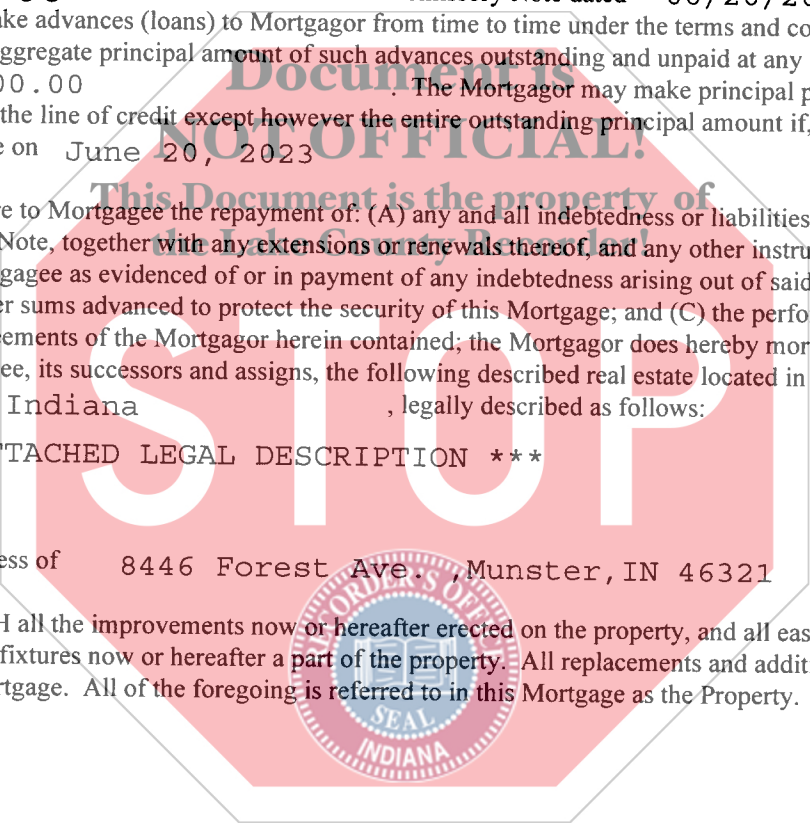 ake advances (loans) to Mortgagor from time to time under the terms and co
ggregate principal amount of such advances outstanding and unpaid at any
Document is
00.00 . The Mortgagor may make principal p
the line of credit except however the entire outstanding principal amount if,
NOT OFFICIAL!
e on June 20, 2023
This Document is the property of
re to Mortgagee the repayment of: (A) any and all indebtedness or liabilities
the Lake County Recorder!
Note, together with any extensions or renewals thereof, and any other instru
gagee as evidenced of or in payment of any indebtedness arising out of said
er sums advanced to protect the security of this Mortgage; and (C) the perfo
eements of the Mortgagor herein contained; the Mortgagor does hereby mor
ee, its successors and assigns, the following described real estate located in
STOP
Indiana , legally described as follows:
TTACHED LEGAL DESCRIPTION ***
ess of 8446 Forest Ave. ,Munster,IN 46321
RECORDER'S OFFICE
H all the improvements now or hereafter erected on the property, and all eas
fixtures now or hereafter a part of the property. All replacements and addit
rtgage. All of the foregoing is referred to in this Mortgage as the Property.
SEAL
INDIANA